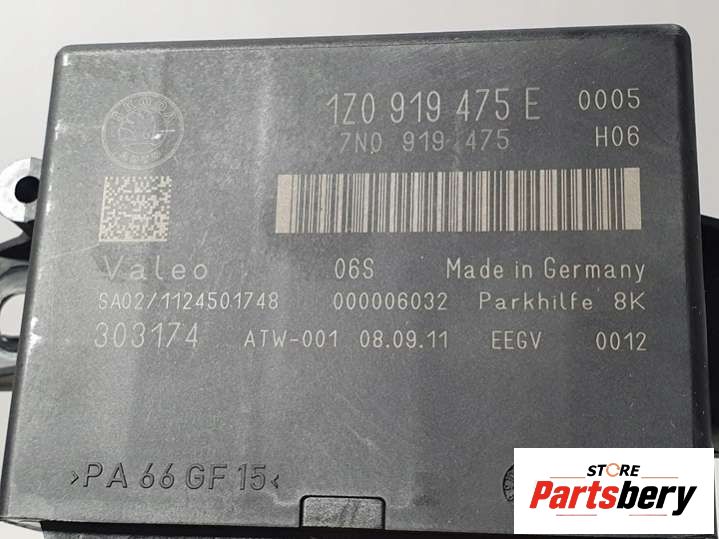 1Z0 919 475 E 0005
7N0 919 475 H06
Valeo 06S Made in Germany
SA02/1124501748 000006032 Parkhilfe 8K
303174 ATW-001 08.09.11 EEGV 0012
>PA 66 GF 15<
STORE
Partsbery